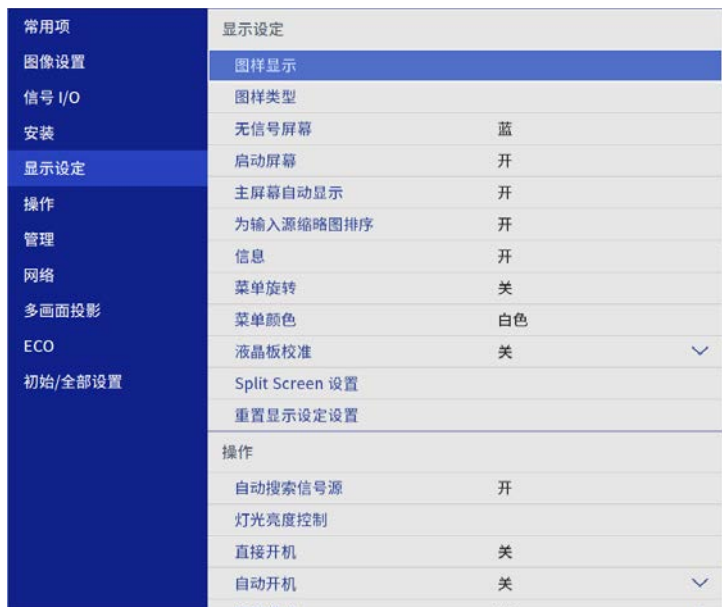 常用项
图像设置
信号 I/O
安装
显示设定
操作
管理
网络
多画面投影
ECO
初始/全部设置
显示设定
图样显示
图样类型
无信号屏幕 蓝
启动屏幕 开
主屏幕自动显示 开
为输入源缩略图排序 开
信息 开
菜单旋转 关
菜单颜色 白色
液晶板校准 关
Split Screen 设置
重置显示设定设置
操作
自动搜索信号源 开
灯光亮度控制
直接开机 关
自动开机 关